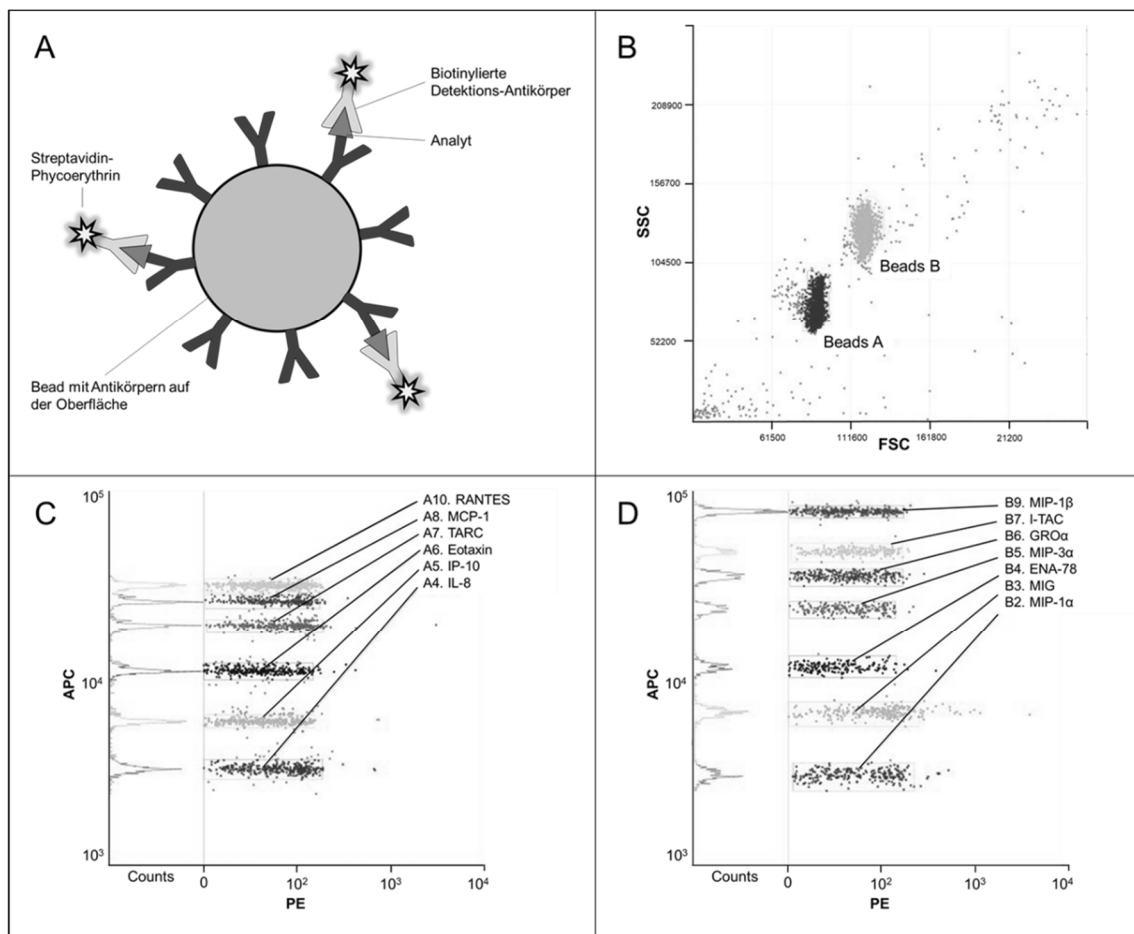 A
Biotinylierte
Detektions-Antikörper
Analyt
Streptavidin-
Phycoerythrin
Bead mit Antikörpern auf
der Oberfläche
B
SSC
208900
156700
104500
52200
Beads B
Beads A
61500
111600
161800
21200
FSC
C
10⁵
10⁴
10³
APC
A10. RANTES
A8. MCP-1
A7. TARC
A6. Eotaxin
A5. IP-10
A4. IL-8
Counts
0
10²
10³
10⁴
PE
D
10⁵
10⁴
10³
APC
B9. MIP-1β
B7. I-TAC
B6. GROα
B5. MIP-3α
B4. ENA-78
B3. MIG
B2. MIP-1α
Counts
0
10²
10³
10⁴
PE